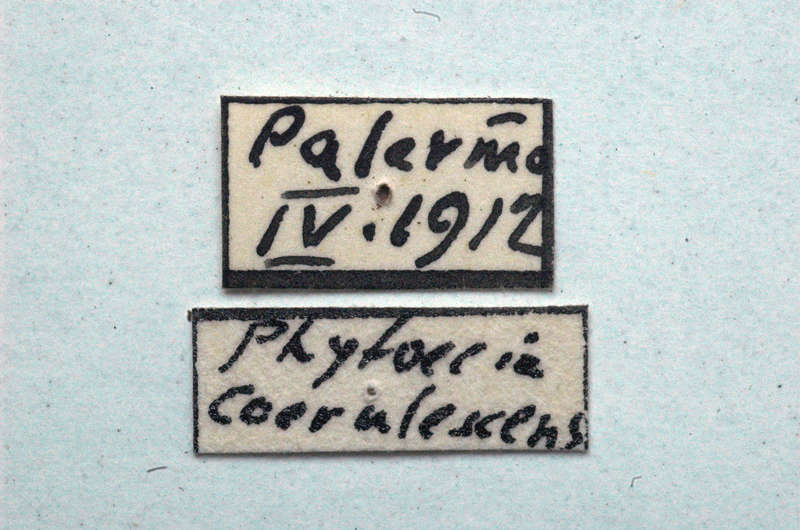 Palermo
IV.1912
Phytoecia
coerulescens